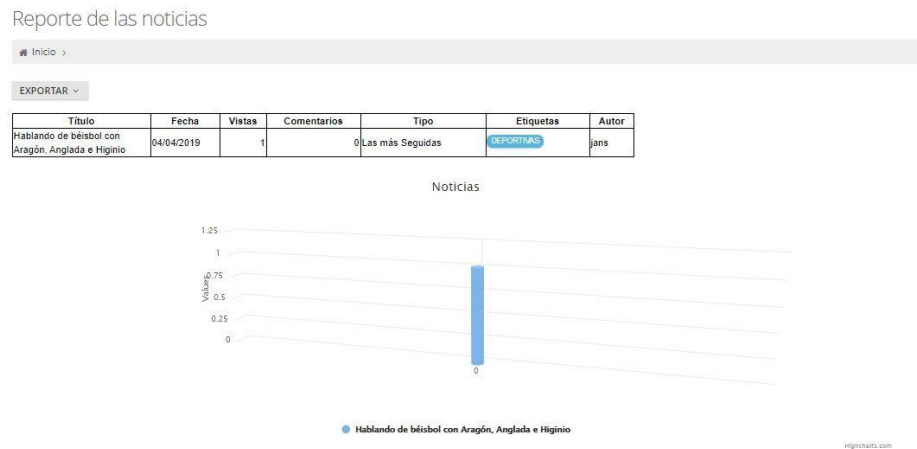 Reporte de las noticias
Inicio >
EXPORTAR
Título Fecha Vistas Comentarios Tipo Etiquetas Autor
Hablando de béisbol con
Aragón, Anglada e Higinio 04/04/2019 1 0 Las más Seguidas DEPORTIVAS jans
Noticias
1.25
1
0.75
0.5
0.25
0
Values
0
Hablando de béisbol con Aragón, Anglada e Higinio
Highcharts.com